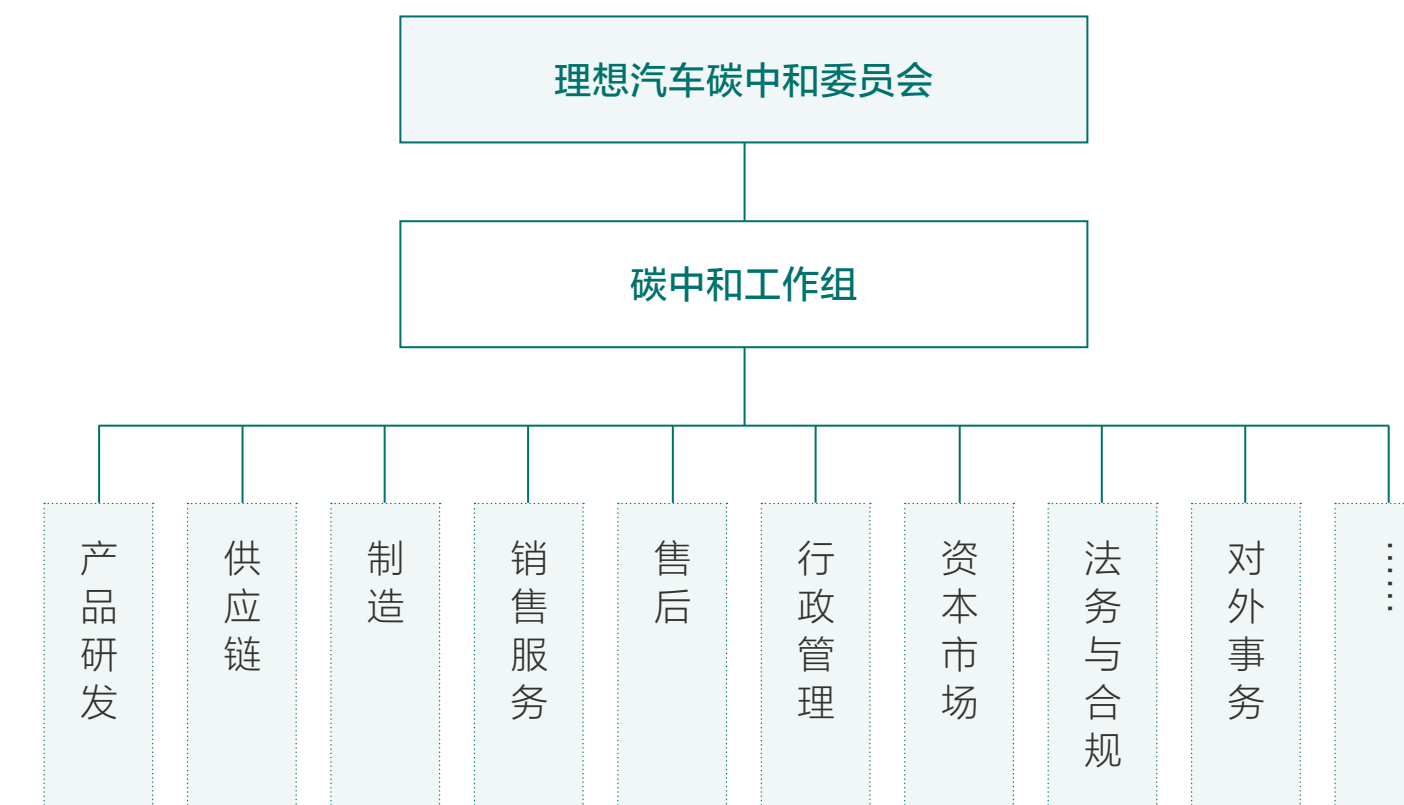 理想汽车碳中和委员会
碳中和工作组
产品研发
供应链
制造
销售服务
售后
行政管理
资本市场
法务与合规
对外事务
……